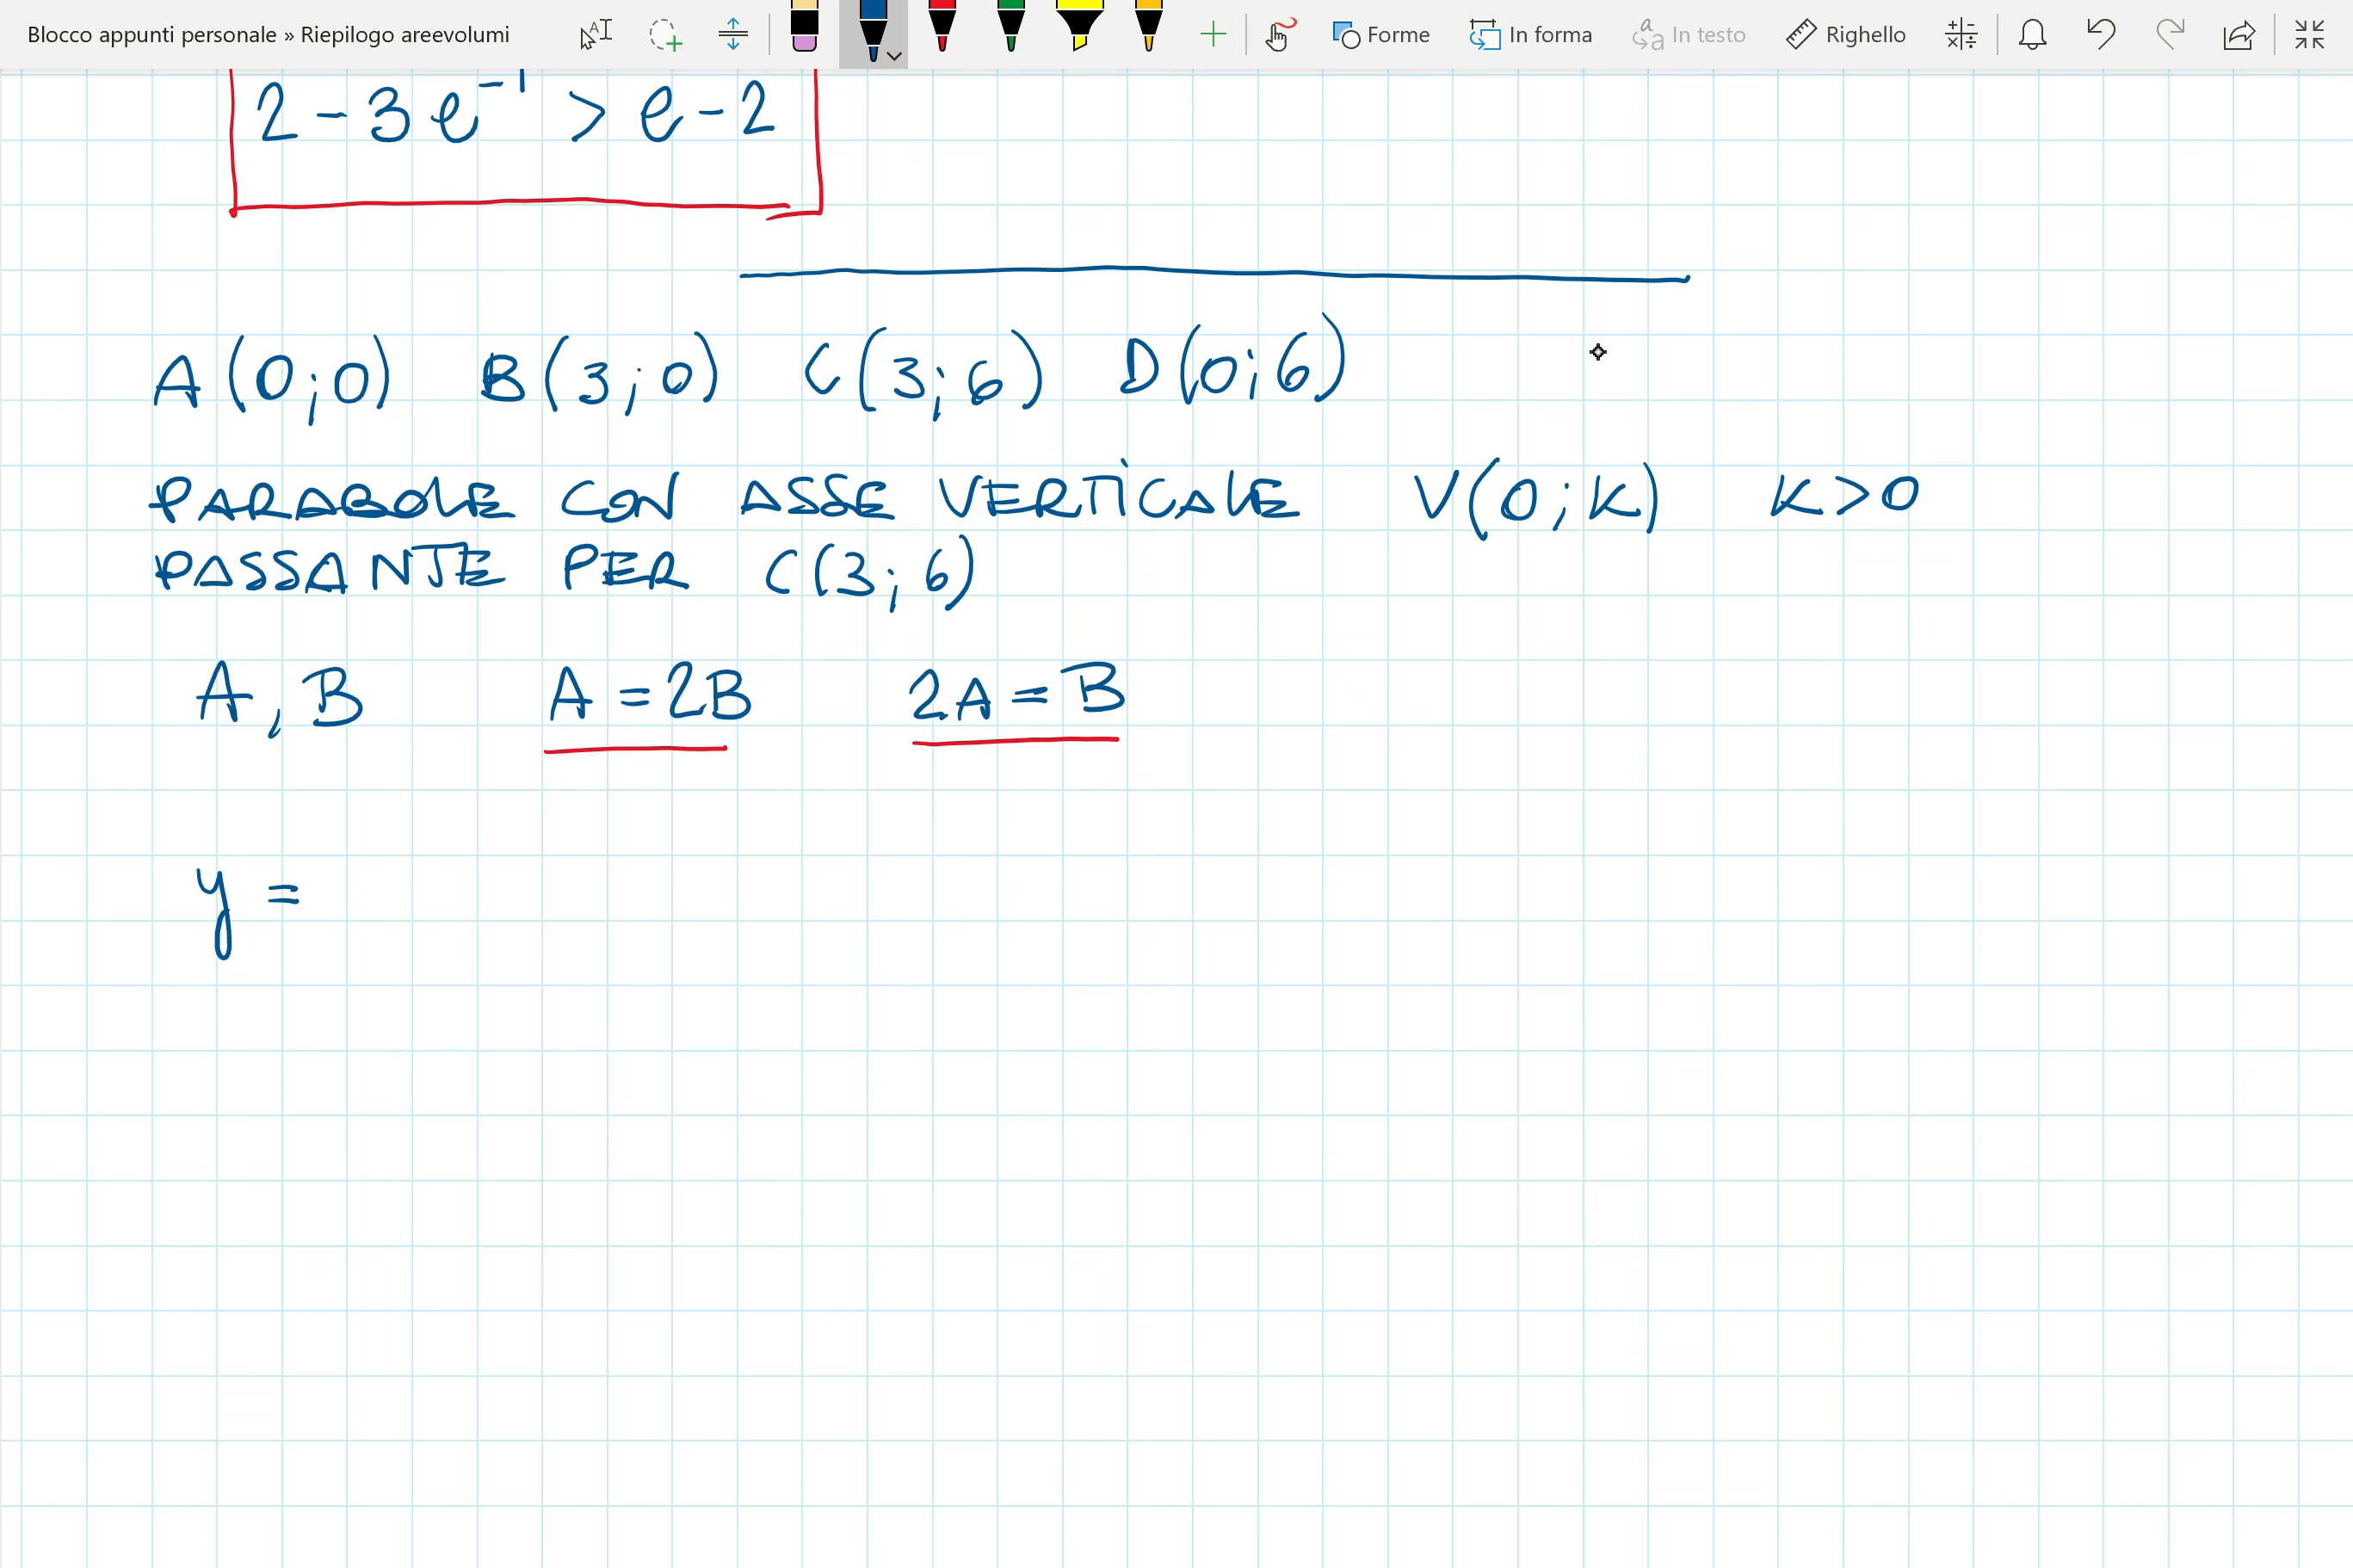 Blocco appunti personale » Riepilogo areevolumi Forme In forma In testo Righello
2 - 3e⁻¹ > e - 2
A(0;0) B(3;0) C(3;6) D(0;6)
PARABOLE CON ASSE VERTICALE V(0;K) K>0
PASSANTE PER C(3;6)
A, B A = 2B 2A = B
y =